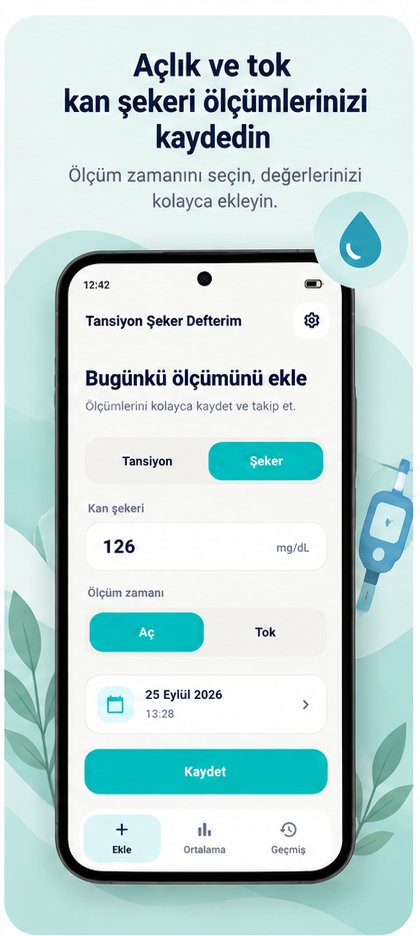 Açlık ve tok
kan şekeri ölçümlerinizi
kaydedin
Ölçüm zamanını seçin, değerlerinizi
kolayca ekleyin.
12:42
Tansiyon Şeker Defterim
Bugünkü ölçümünü ekle
Ölçümlerini kolayca kaydet ve takip et.
Tansiyon Şeker
Kan şekeri
126 mg/dL
Ölçüm zamanı
Aç Tok
25 Eylül 2026
13:28
Kaydet
Ekle Ortalama Geçmiş